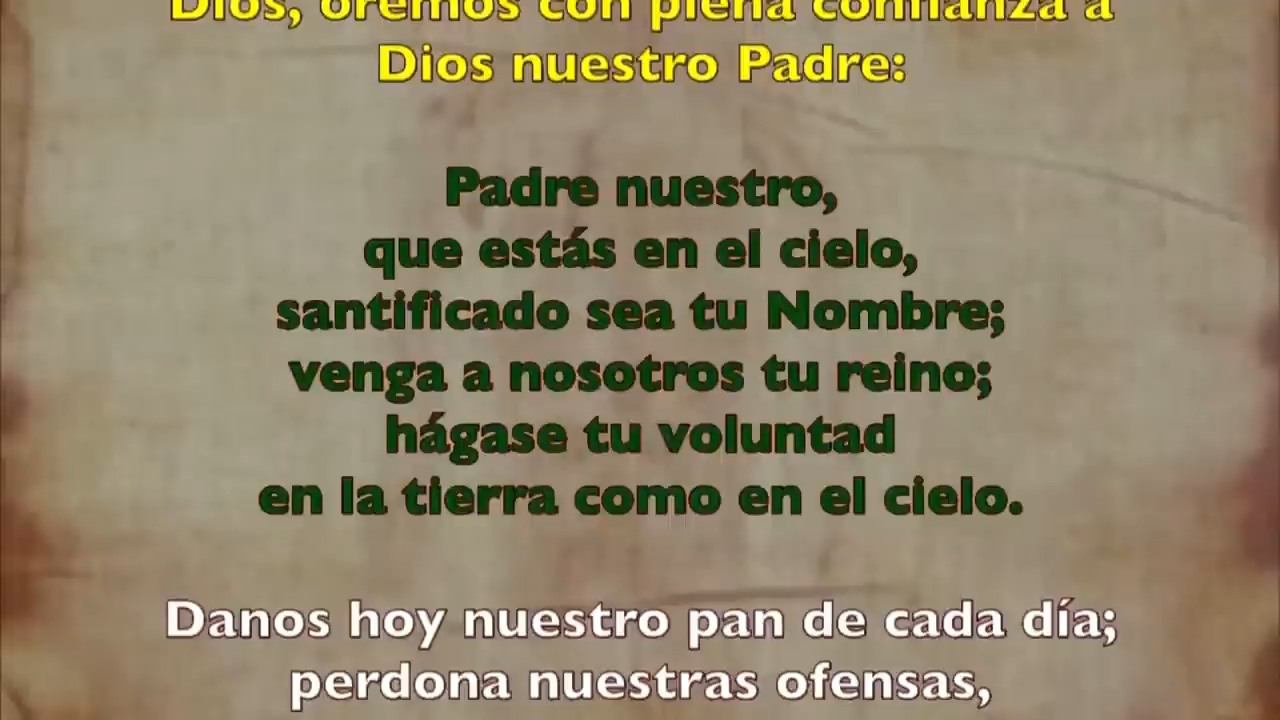 Dios, oremos con plena confianza a
Dios nuestro Padre:
Padre nuestro,
que estás en el cielo,
santificado sea tu Nombre;
venga a nosotros tu reino;
hágase tu voluntad
en la tierra como en el cielo.
Danos hoy nuestro pan de cada día;
perdona nuestras ofensas,